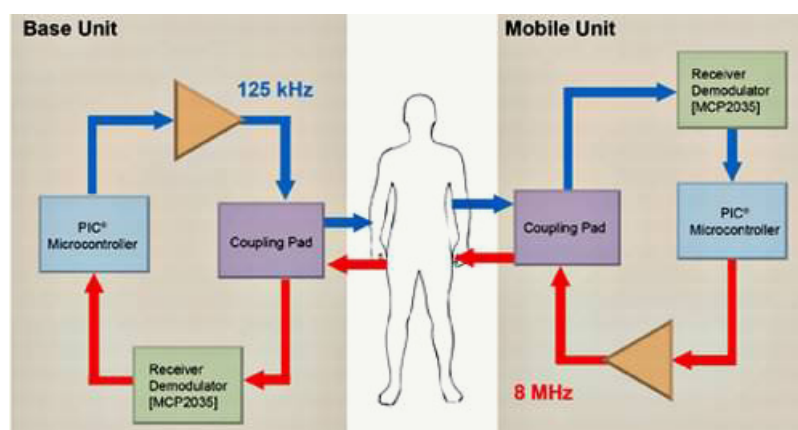 Base Unit
125 kHz
PIC®
Microcontroller
Coupling Pad
Receiver
Demodulator
[MCP2035]
Mobile Unit
Receiver
Demodulator
[MCP2035]
Coupling Pad
PIC®
Microcontroller
8 MHz